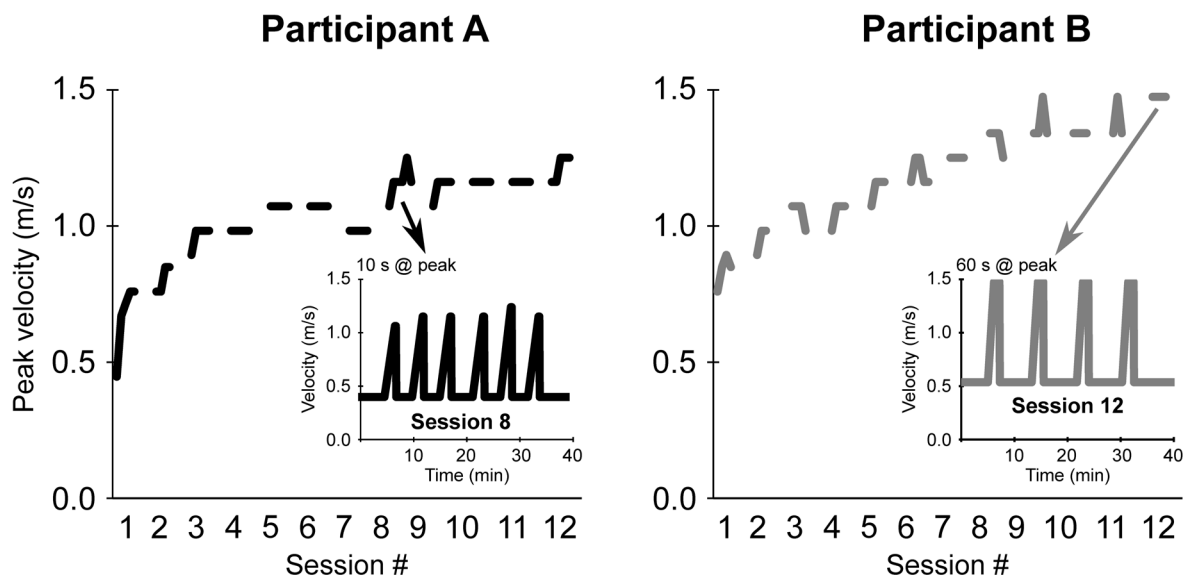 Participant A
Peak velocity (m/s)
1.5
1.0
0.5
0.0
1 2 3 4 5 6 7 8 9 10 11 12
Session #
10 s @ peak
Velocity (m/s)
1.5
1.0
0.5
0.0
Session 8
10 20 30 40
Time (min)
Participant B
1.5
1.0
0.5
0.0
1 2 3 4 5 6 7 8 9 10 11 12
Session #
60 s @ peak
Velocity (m/s)
1.5
1.0
0.5
0.0
Session 12
10 20 30 40
Time (min)